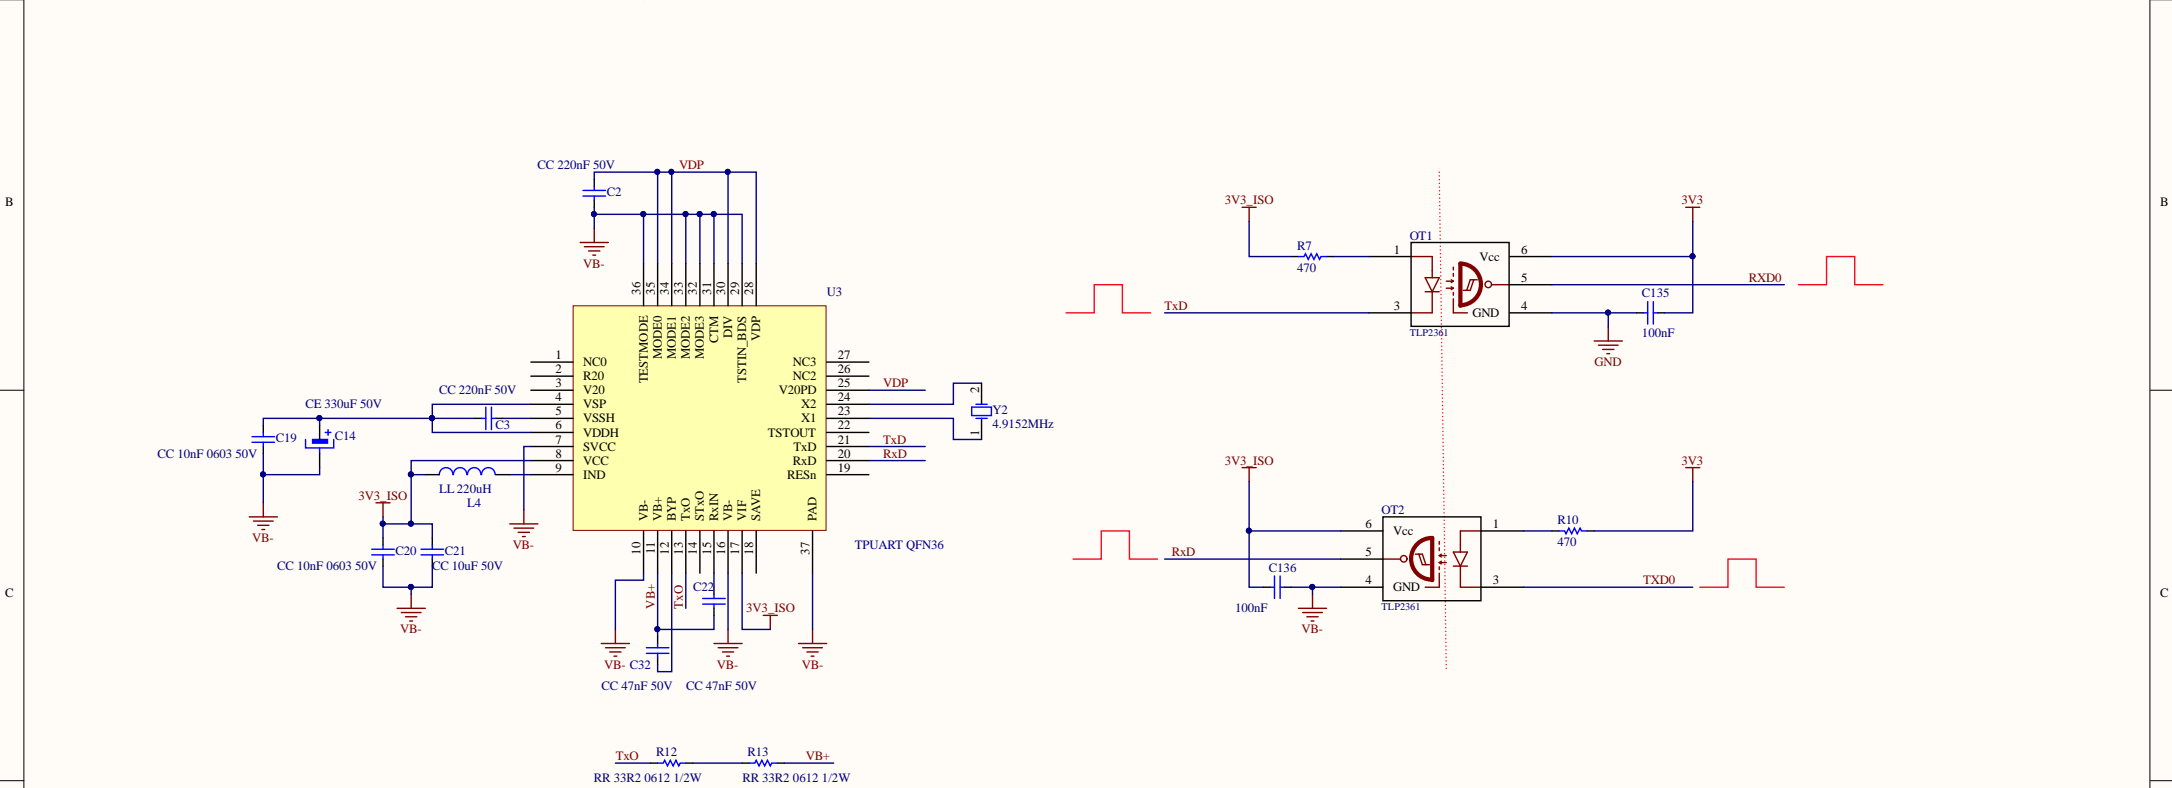 B
B
C
C
CC 220nF 50V
VDP
C2
VB-
U3
36
35
34
33
32
31
30
29
28
TESTMODE
MODE0
MODE1
MODE2
MODE3
CTM
DIV
TSTIN_BDS
VDP
1 NC0
2 R20
3 V20
4 VSP
5 VSSH
6 VDDH
7 SVCC
8 VCC
9 IND
NC3 27
NC2 26
V20PD 25 VDP
X2 24
X1 23
TSTOUT 22
TxD 21 TxD
RxD 20 RxD
RESn 19
2
Y2
4.9152MHz
1
CC 220nF 50V
C3
CE 330uF 50V
C19
+
C14
CC 10nF 0603 50V
VB-
LL 220uH
L4
3V3_ISO
C20
C21
CC 10nF 0603 50V
CC 10uF 50V
VB-
VB-
VB-
VB+
BYP
TxO
STxO
RxIN
VB-
VIF
SAVE
PAD
10
11
12
13
14
15
16
17
18
37
TPUART QFN36
VB+
TxO
C22
3V3_ISO
VB-
C32
VB-
VB-
CC 47nF 50V
CC 47nF 50V
TxO
R12
R13
VB+
RR 33R2 0612 1/2W
RR 33R2 0612 1/2W
3V3_ISO
3V3
R7
470
OT1
1
3
Vcc
GND
6
5
4
TLP2361
TxD
RXD0
C135
100nF
GND
3V3_ISO
3V3
OT2
6
5
4
Vcc
GND
1
3
TLP2361
R10
470
RxD
TXD0
C136
100nF
VB-